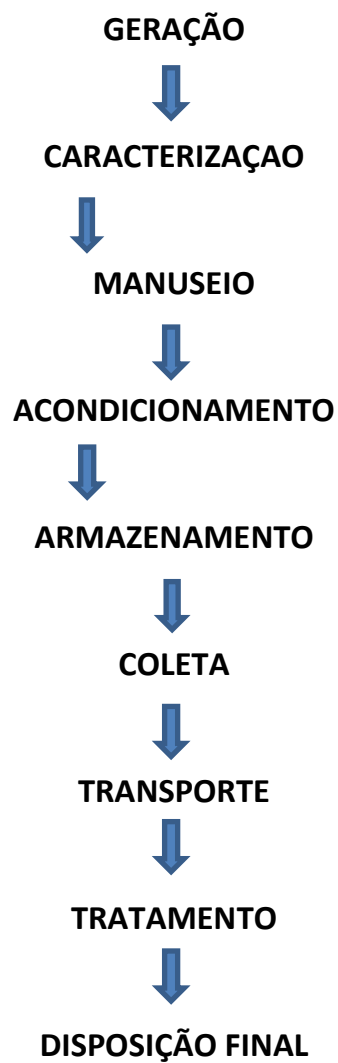 GERAÇÃO
CARACTERIZAÇAO
MANUSEIO
ACONDICIONAMENTO
ARMAZENAMENTO
COLETA
TRANSPORTE
TRATAMENTO
DISPOSIÇÃO FINAL